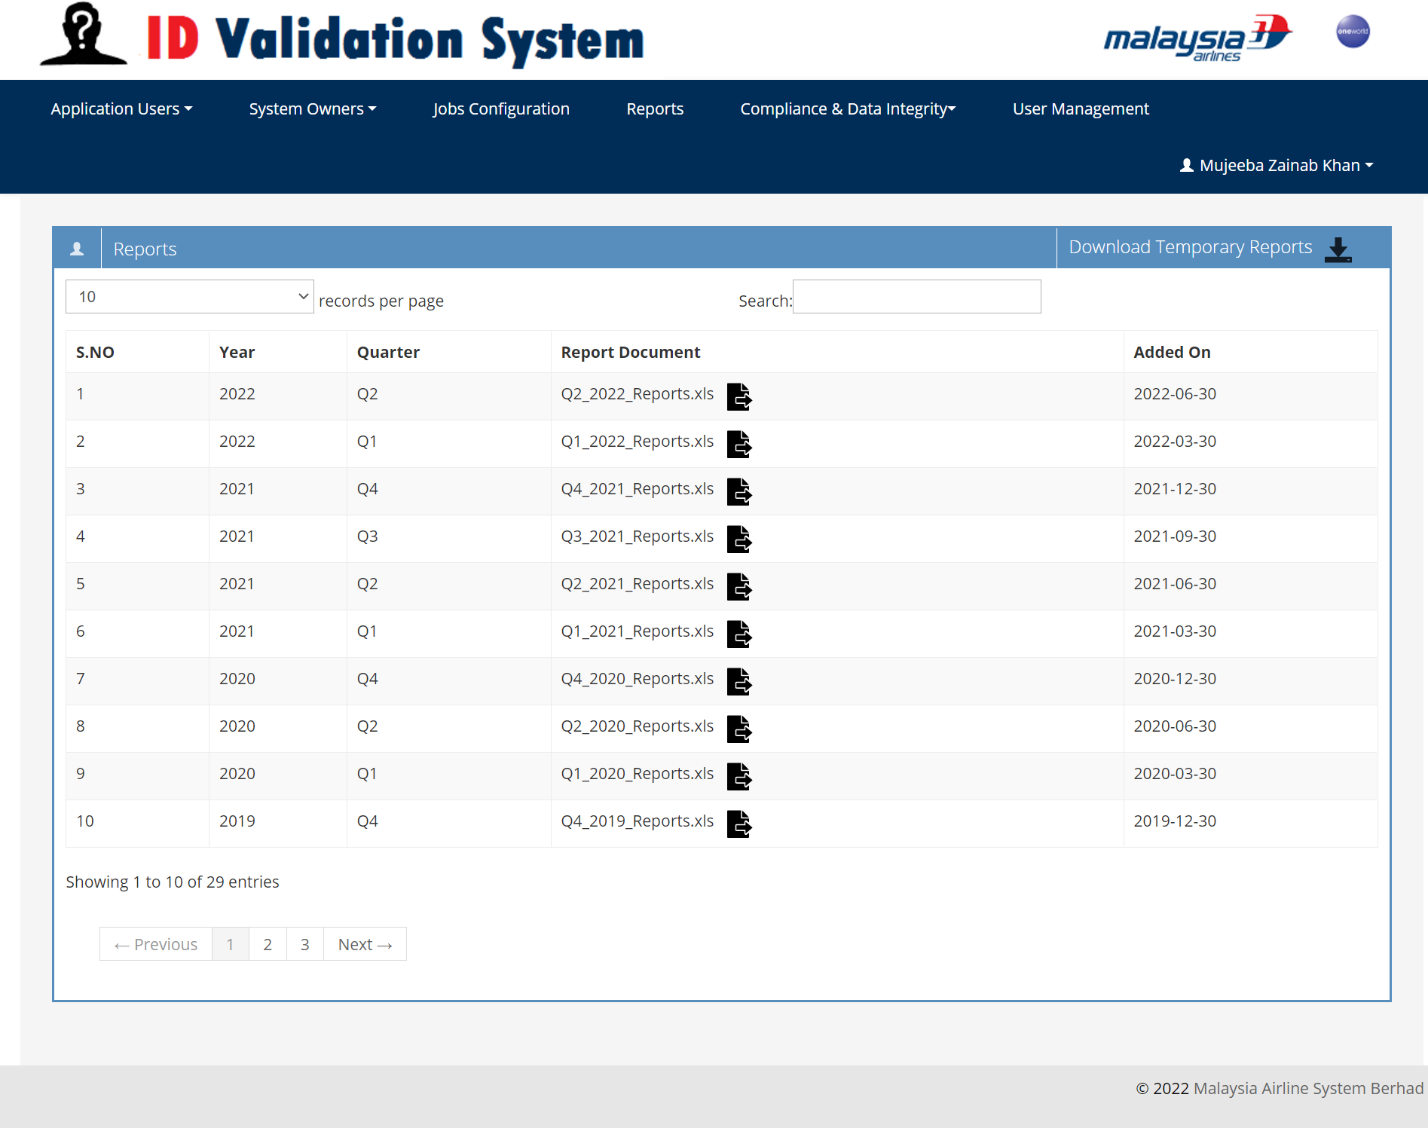 ? ID Validation System
malaysia airlines
oneworld
Application Users System Owners Jobs Configuration Reports Compliance & Data Integrity User Management
Mujeeba Zainab Khan
Reports Download Temporary Reports
10 records per page Search:
S.NO Year Quarter Report Document Added On
1 2022 Q2 Q2_2022_Reports.xls 2022-06-30
2 2022 Q1 Q1_2022_Reports.xls 2022-03-30
3 2021 Q4 Q4_2021_Reports.xls 2021-12-30
4 2021 Q3 Q3_2021_Reports.xls 2021-09-30
5 2021 Q2 Q2_2021_Reports.xls 2021-06-30
6 2021 Q1 Q1_2021_Reports.xls 2021-03-30
7 2020 Q4 Q4_2020_Reports.xls 2020-12-30
8 2020 Q2 Q2_2020_Reports.xls 2020-06-30
9 2020 Q1 Q1_2020_Reports.xls 2020-03-30
10 2019 Q4 Q4_2019_Reports.xls 2019-12-30
Showing 1 to 10 of 29 entries
← Previous 1 2 3 Next →
© 2022 Malaysia Airline System Berhad